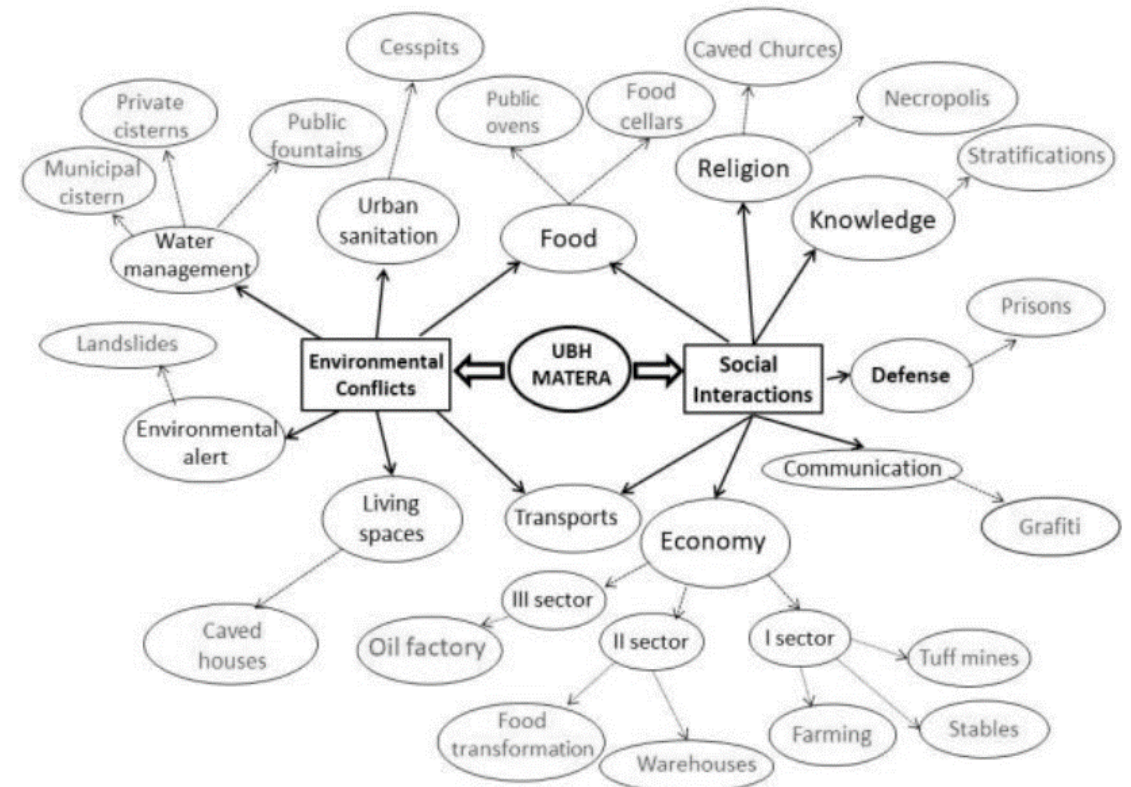 Cesspits
Caved Churces
Private
cisterns
Public
fountains
Public
ovens
Food
cellars
Necropolis
Municipal
cistern
Religion
Stratifications
Urban
sanitation
Knowledge
Water
management
Food
Prisons
Landslides
Environmental
Conflicts
UBH
MATERA
Social
Interactions
Defense
Environmental
alert
Communication
Living
spaces
Transports
Economy
Grafiti
III sector
Caved
houses
Oil factory
II sector
I sector
Tuff mines
Food
transformation
Warehouses
Farming
Stables